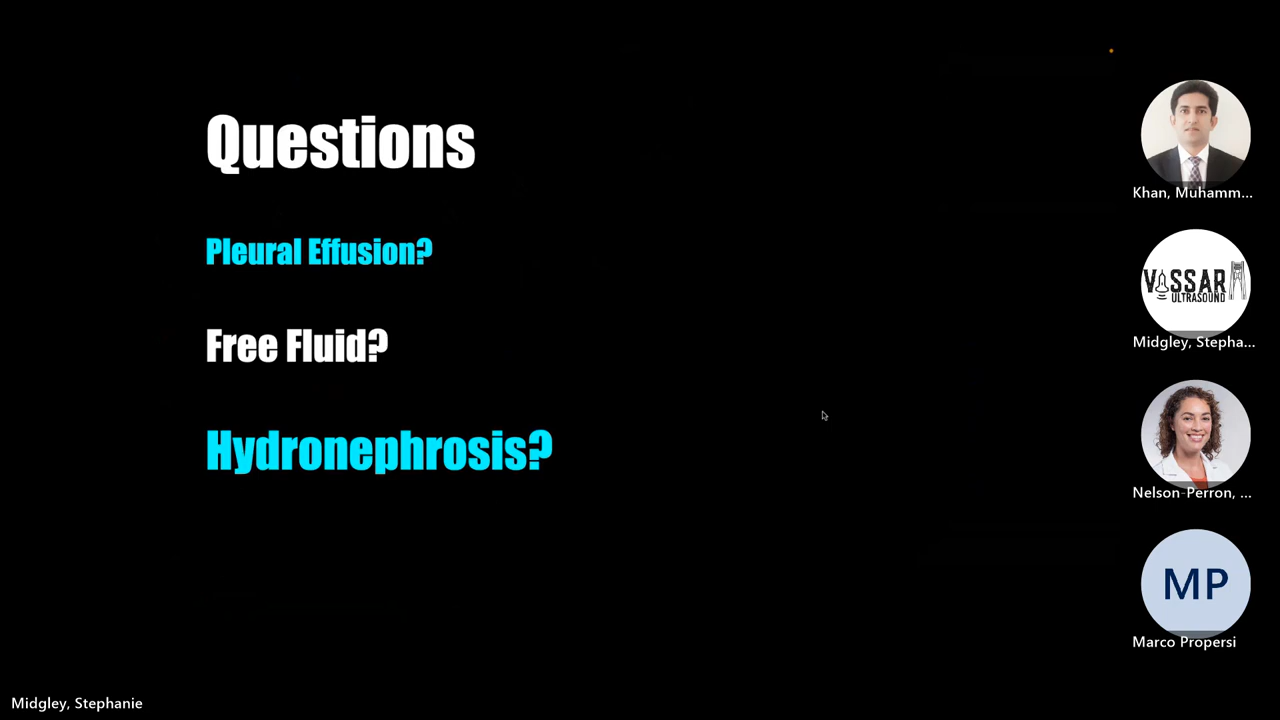 Questions
Pleural Effusion?
Free Fluid?
Hydronephrosis?
Khan, Muhamm...
VASSAR
ULTRASOUND
Midgley, Stepha...
Nelson-Perron, ...
MP
Marco Propersi
Midgley, Stephanie